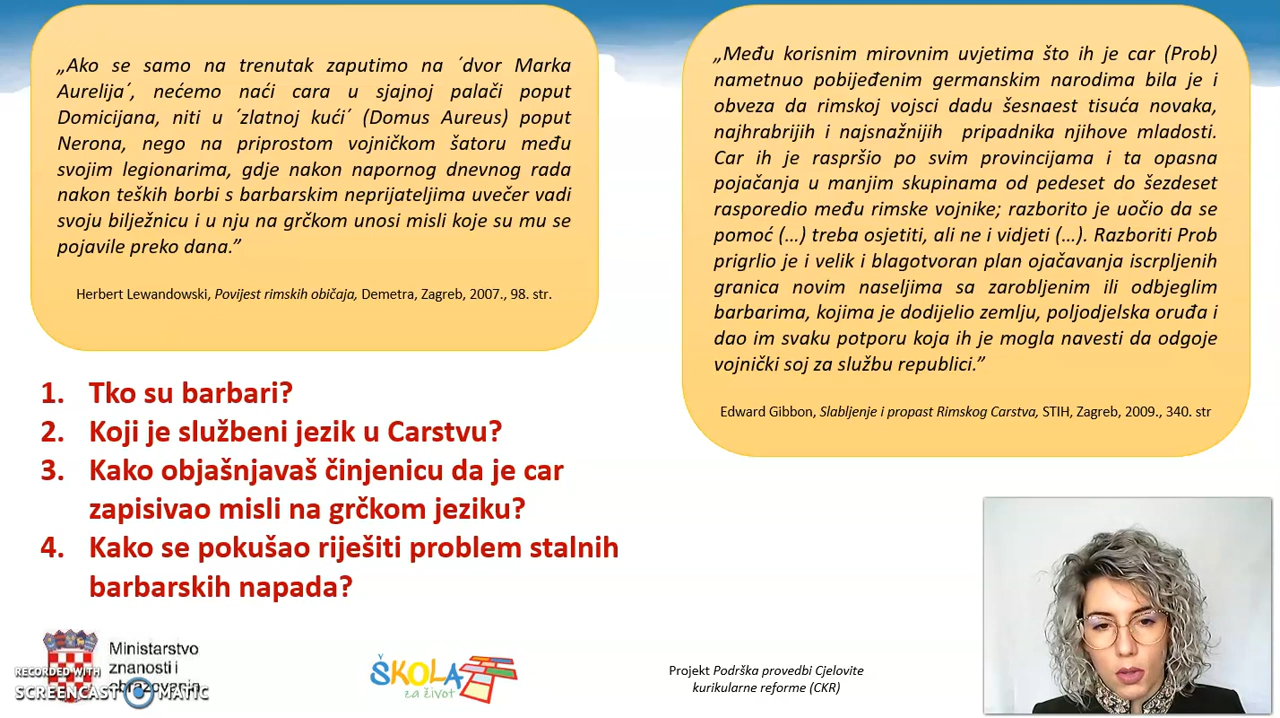 „Ako se samo na trenutak zaputimo na ´dvor Marka
Aurelija´, nećemo naći cara u sjajnoj palači poput
Domicijana, niti u ´zlatnoj kući´ (Domus Aureus) poput
Nerona, nego na priprostom vojničkom šatoru među
svojim legionarima, gdje nakon napornog dnevnog rada
nakon teških borbi s barbarskim neprijateljima uvečer vadi
svoju bilježnicu i u nju na grčkom unosi misli koje su mu se
pojavile preko dana.”
Herbert Lewandowski, Povijest rimskih običaja, Demetra, Zagreb, 2007., 98. str.
„Među korisnim mirovnim uvjetima što ih je car (Prob)
nametnuo pobijeđenim germanskim narodima bila je i
obveza da rimskoj vojsci dadu šesnaest tisuća novaka,
najhrabrijih i najsnažnijih pripadnika njihove mladosti.
Car ih je raspršio po svim provincijama i ta opasna
pojačanja u manjim skupinama od pedeset do šezdeset
rasporedio među rimske vojnike; razborito je uočio da se
pomoć (…) treba osjetiti, ali ne i vidjeti (…). Razboriti Prob
prigrlio je i velik i blagotvoran plan ojačavanja iscrpljenih
granica novim naseljima sa zarobljenim ili odbjeglim
barbarima, kojima je dodijelio zemlju, poljodjelska oruđa i
dao im svaku potporu koja ih je mogla navesti da odgoje
vojnički soj za službu republici.”
Edward Gibbon, Slabljenje i propast Rimskog Carstva, STIH, Zagreb, 2009., 340. str
1. Tko su barbari?
2. Koji je službeni jezik u Carstvu?
3. Kako objašnjavaš činjenicu da je car
zapisivao misli na grčkom jeziku?
4. Kako se pokušao riješiti problem stalnih
barbarskih napada?
Ministarstvo
znanosti i
obrazovanja
RECORDED WITH
SCREENCAST MATIC
ŠKOLA
za život
Projekt Podrška provedbi Cjelovite
kurikularne reforme (CKR)